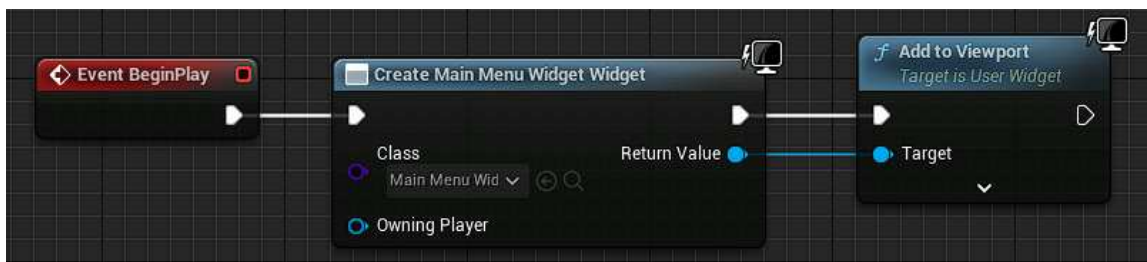 Event BeginPlay
Create Main Menu Widget Widget
Class
Main Menu Wid
Return Value
Owning Player
f Add to Viewport
Target is User Widget
Target